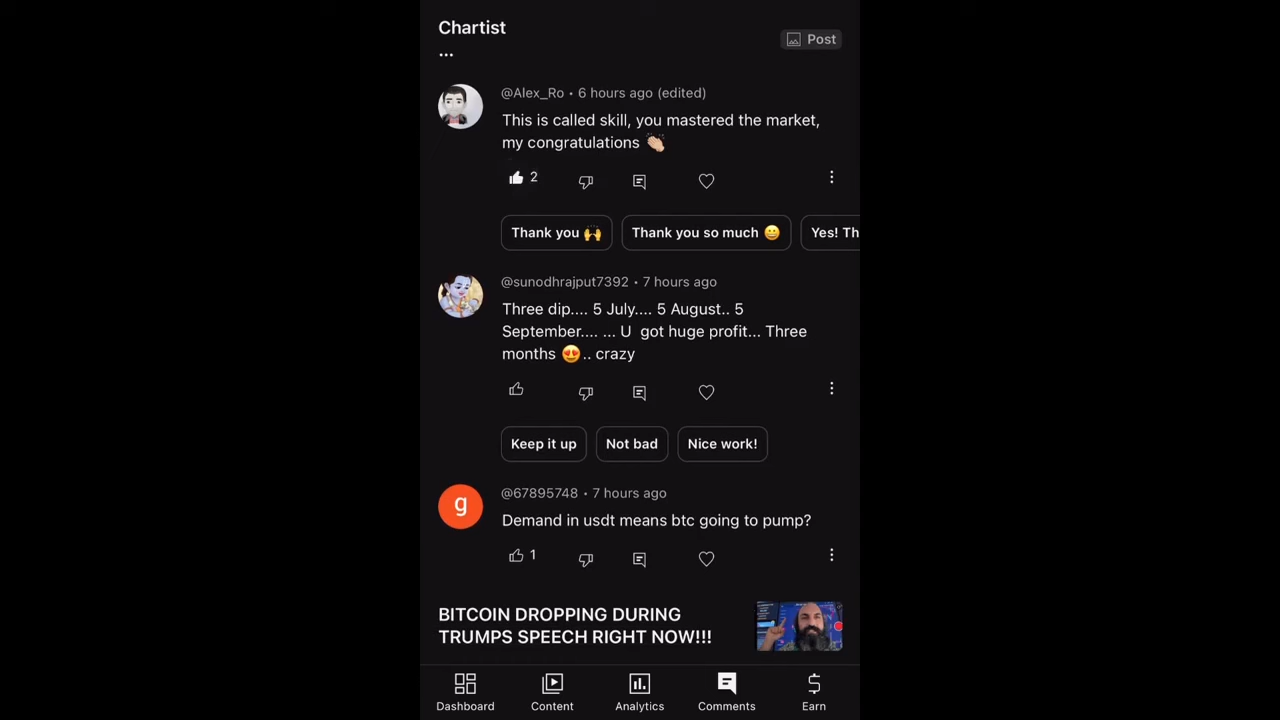 Chartist
...
Post
@Alex_Ro • 6 hours ago (edited)
This is called skill, you mastered the market,
my congratulations 👏🏻
2
Thank you 🙌
Thank you so much 😀
Yes! Th
@sunodhrajput7392 • 7 hours ago
Three dip.... 5 July.... 5 August.. 5
September.... ... U got huge profit... Three
months 😍.. crazy
Keep it up
Not bad
Nice work!
g
@67895748 • 7 hours ago
Demand in usdt means btc going to pump?
1
BITCOIN DROPPING DURING
TRUMPS SPEECH RIGHT NOW!!!
Dashboard
Content
Analytics
Comments
Earn